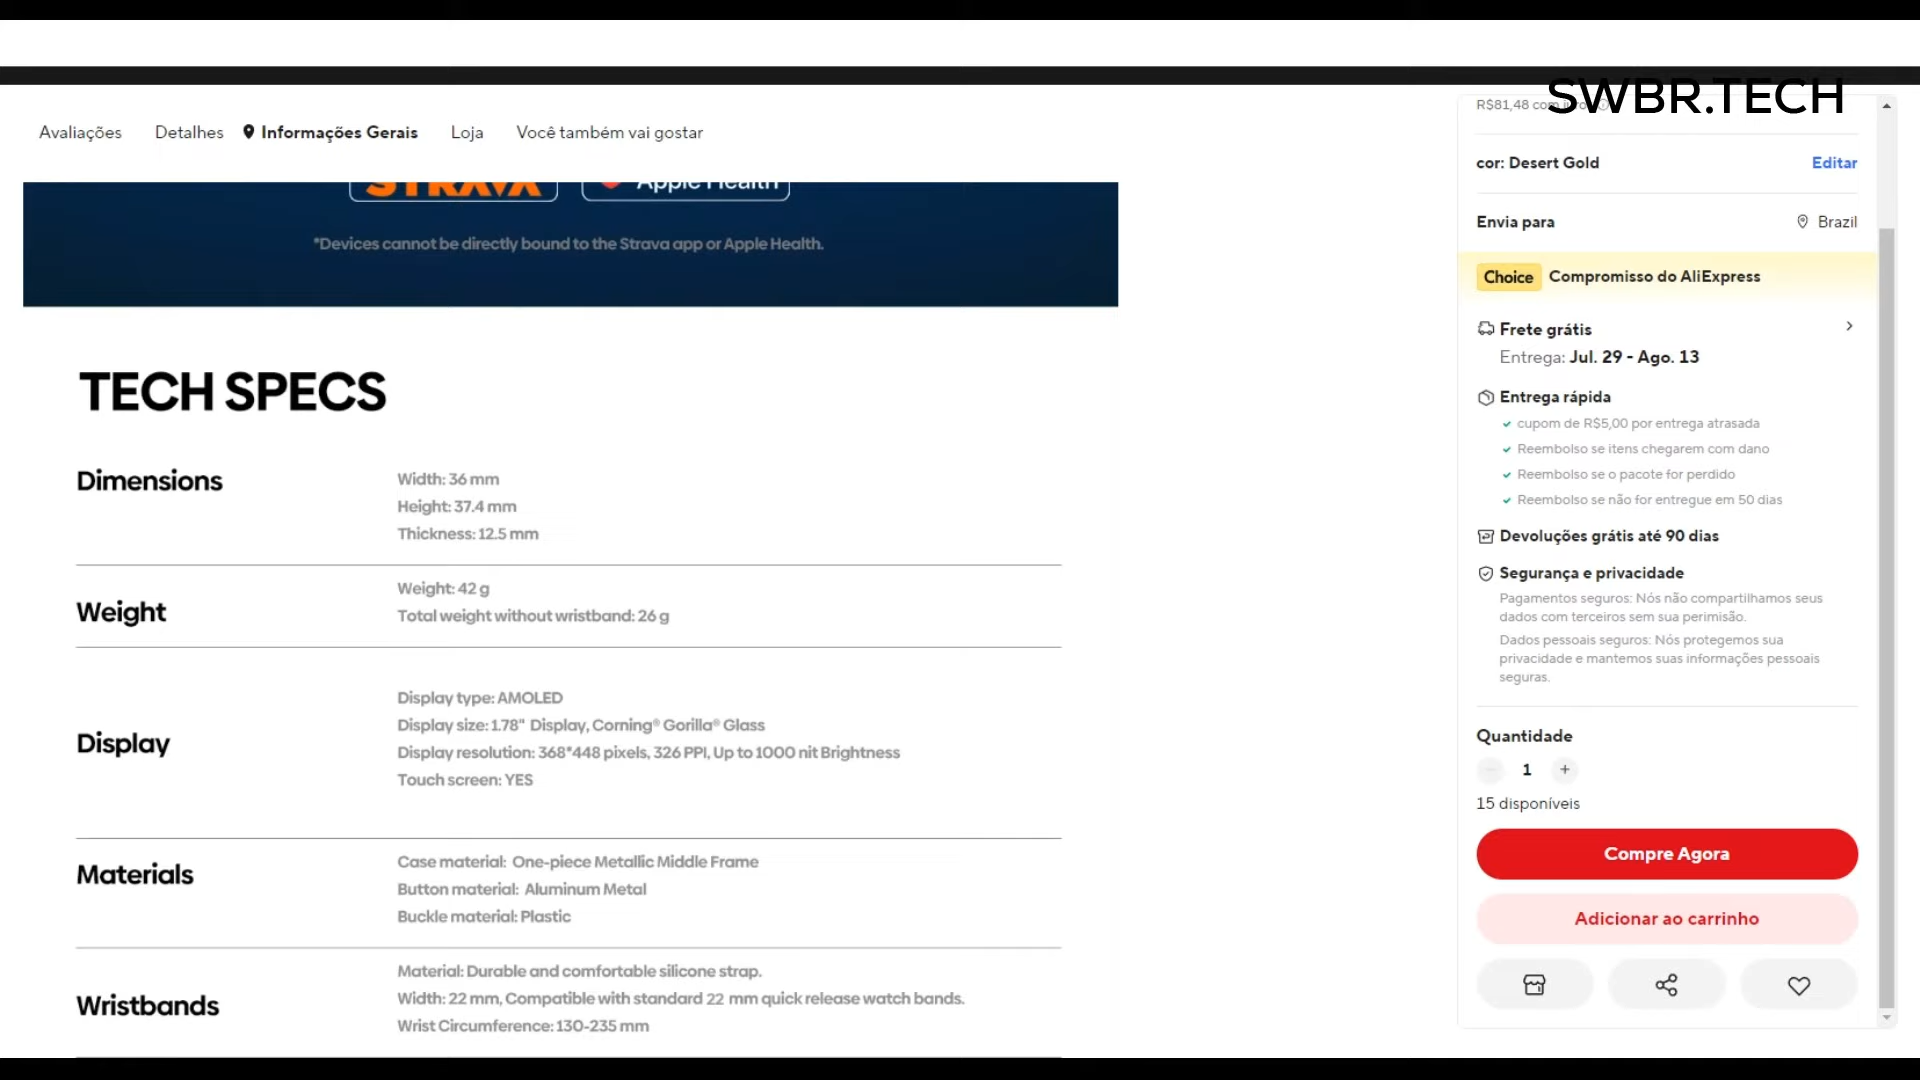 SWBR.TECH
Avaliações
Detalhes
Informações Gerais
Loja
Você também vai gostar
STRAVA
Apple Health
*Devices cannot be directly bound to the Strava app or Apple Health.
TECH SPECS
Dimensions
Width: 36 mm
Height: 37.4 mm
Thickness: 12.5 mm
Weight
Weight: 42 g
Total weight without wristband: 26 g
Display
Display type: AMOLED
Display size: 1.78" Display, Corning® Gorilla® Glass
Display resolution: 368*448 pixels, 326 PPI, Up to 1000 nit Brightness
Touch screen: YES
Materials
Case material: One-piece Metallic Middle Frame
Button material: Aluminum Metal
Buckle material: Plastic
Wristbands
Material: Durable and comfortable silicone strap.
Width: 22 mm, Compatible with standard 22 mm quick release watch bands.
Wrist Circumference: 130-235 mm
R$81,48 com
cor: Desert Gold
Editar
Envia para
Brazil
Choice Compromisso do AliExpress
Frete grátis
Entrega: Jul. 29 - Ago. 13
Entrega rápida
cupom de R$5,00 por entrega atrasada
Reembolso se itens chegarem com dano
Reembolso se o pacote for perdido
Reembolso se não for entregue em 50 dias
Devoluções grátis até 90 dias
Segurança e privacidade
Pagamentos seguros: Nós não compartilhamos seus
dados com terceiros sem sua perimisão.
Dados pessoais seguros: Nós protegemos sua
privacidade e mantemos suas informações pessoais
seguras.
Quantidade
1 +
15 disponíveis
Compre Agora
Adicionar ao carrinho